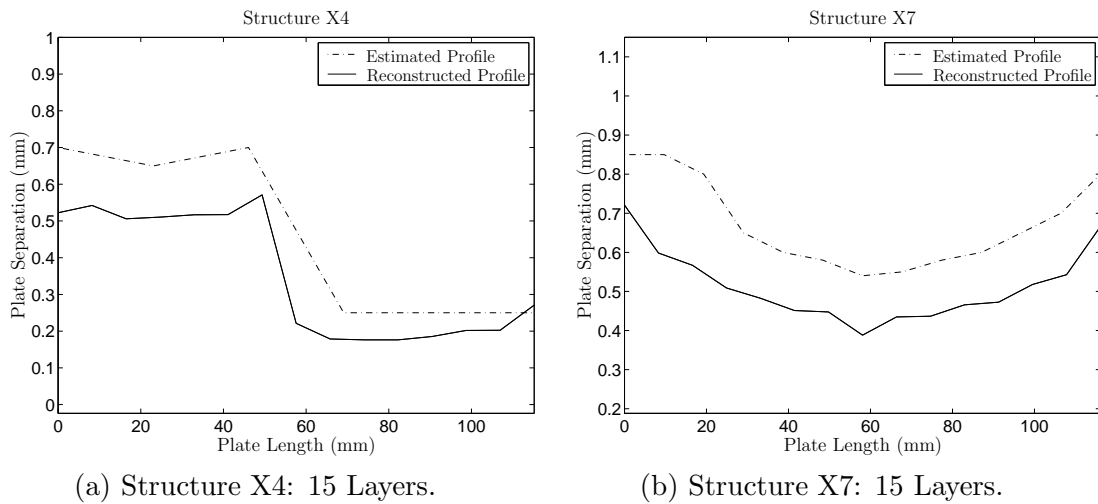 Structure X4
1
0.9
0.8
0.7
0.6
0.5
0.4
0.3
0.2
0.1
0
Plate Separation (mm)
Estimated Profile
Reconstructed Profile
0 20 40 60 80 100
Plate Length (mm)
(a) Structure X4: 15 Layers.
Structure X7
1.1
1
0.9
0.8
0.7
0.6
0.5
0.4
0.3
0.2
Plate Separation (mm)
Estimated Profile
Reconstructed Profile
0 20 40 60 80 100
Plate Length (mm)
(b) Structure X7: 15 Layers.